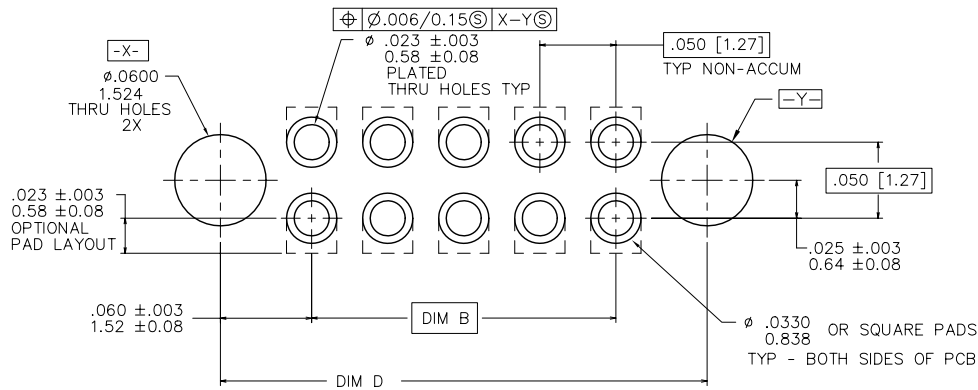 ⌖ Ø.006/0.15Ⓢ X-YⓈ
ø .023 ±.003
0.58 ±0.08
PLATED
THRU HOLES TYP
.050 [1.27]
TYP NON-ACCUM
-X-
ø.0600
1.524
THRU HOLES
2X
-Y-
.050 [1.27]
.023 ±.003
0.58 ±0.08
OPTIONAL
PAD LAYOUT
.025 ±.003
0.64 ±0.08
.060 ±.003
1.52 ±0.08
DIM B
ø .0330 OR SQUARE PADS
0.838
TYP - BOTH SIDES OF PCB
DIM D